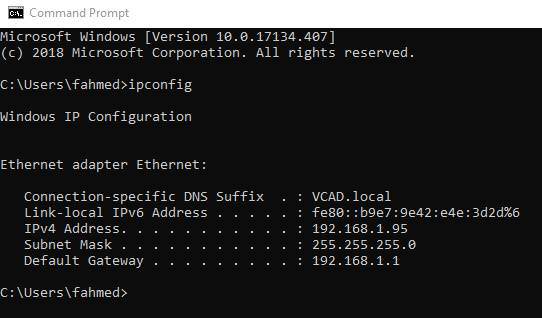 Command Prompt
Microsoft Windows [Version 10.0.17134.407]
(c) 2018 Microsoft Corporation. All rights reserved.
C:\Users\fahmed>ipconfig
Windows IP Configuration
Ethernet adapter Ethernet:
Connection-specific DNS Suffix  . : VCAD.local
Link-local IPv6 Address . . . . . : fe80::b9e7:9e42:e4e:3d2d%6
IPv4 Address. . . . . . . . . . . : 192.168.1.95
Subnet Mask . . . . . . . . . . . : 255.255.255.0
Default Gateway . . . . . . . . . : 192.168.1.1
C:\Users\fahmed>